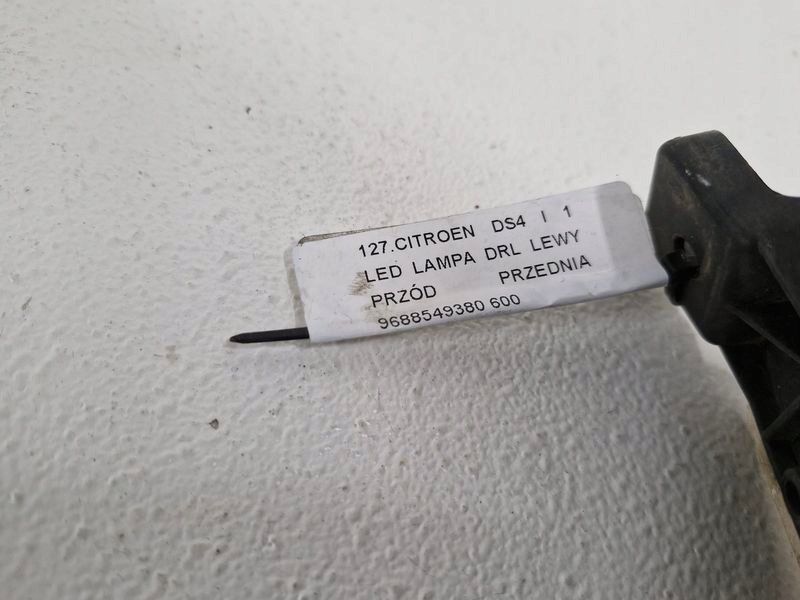 127.CITROEN DS4 I 1
LED LAMPA DRL LEWY
PRZÓD PRZEDNIA
9688549380 600